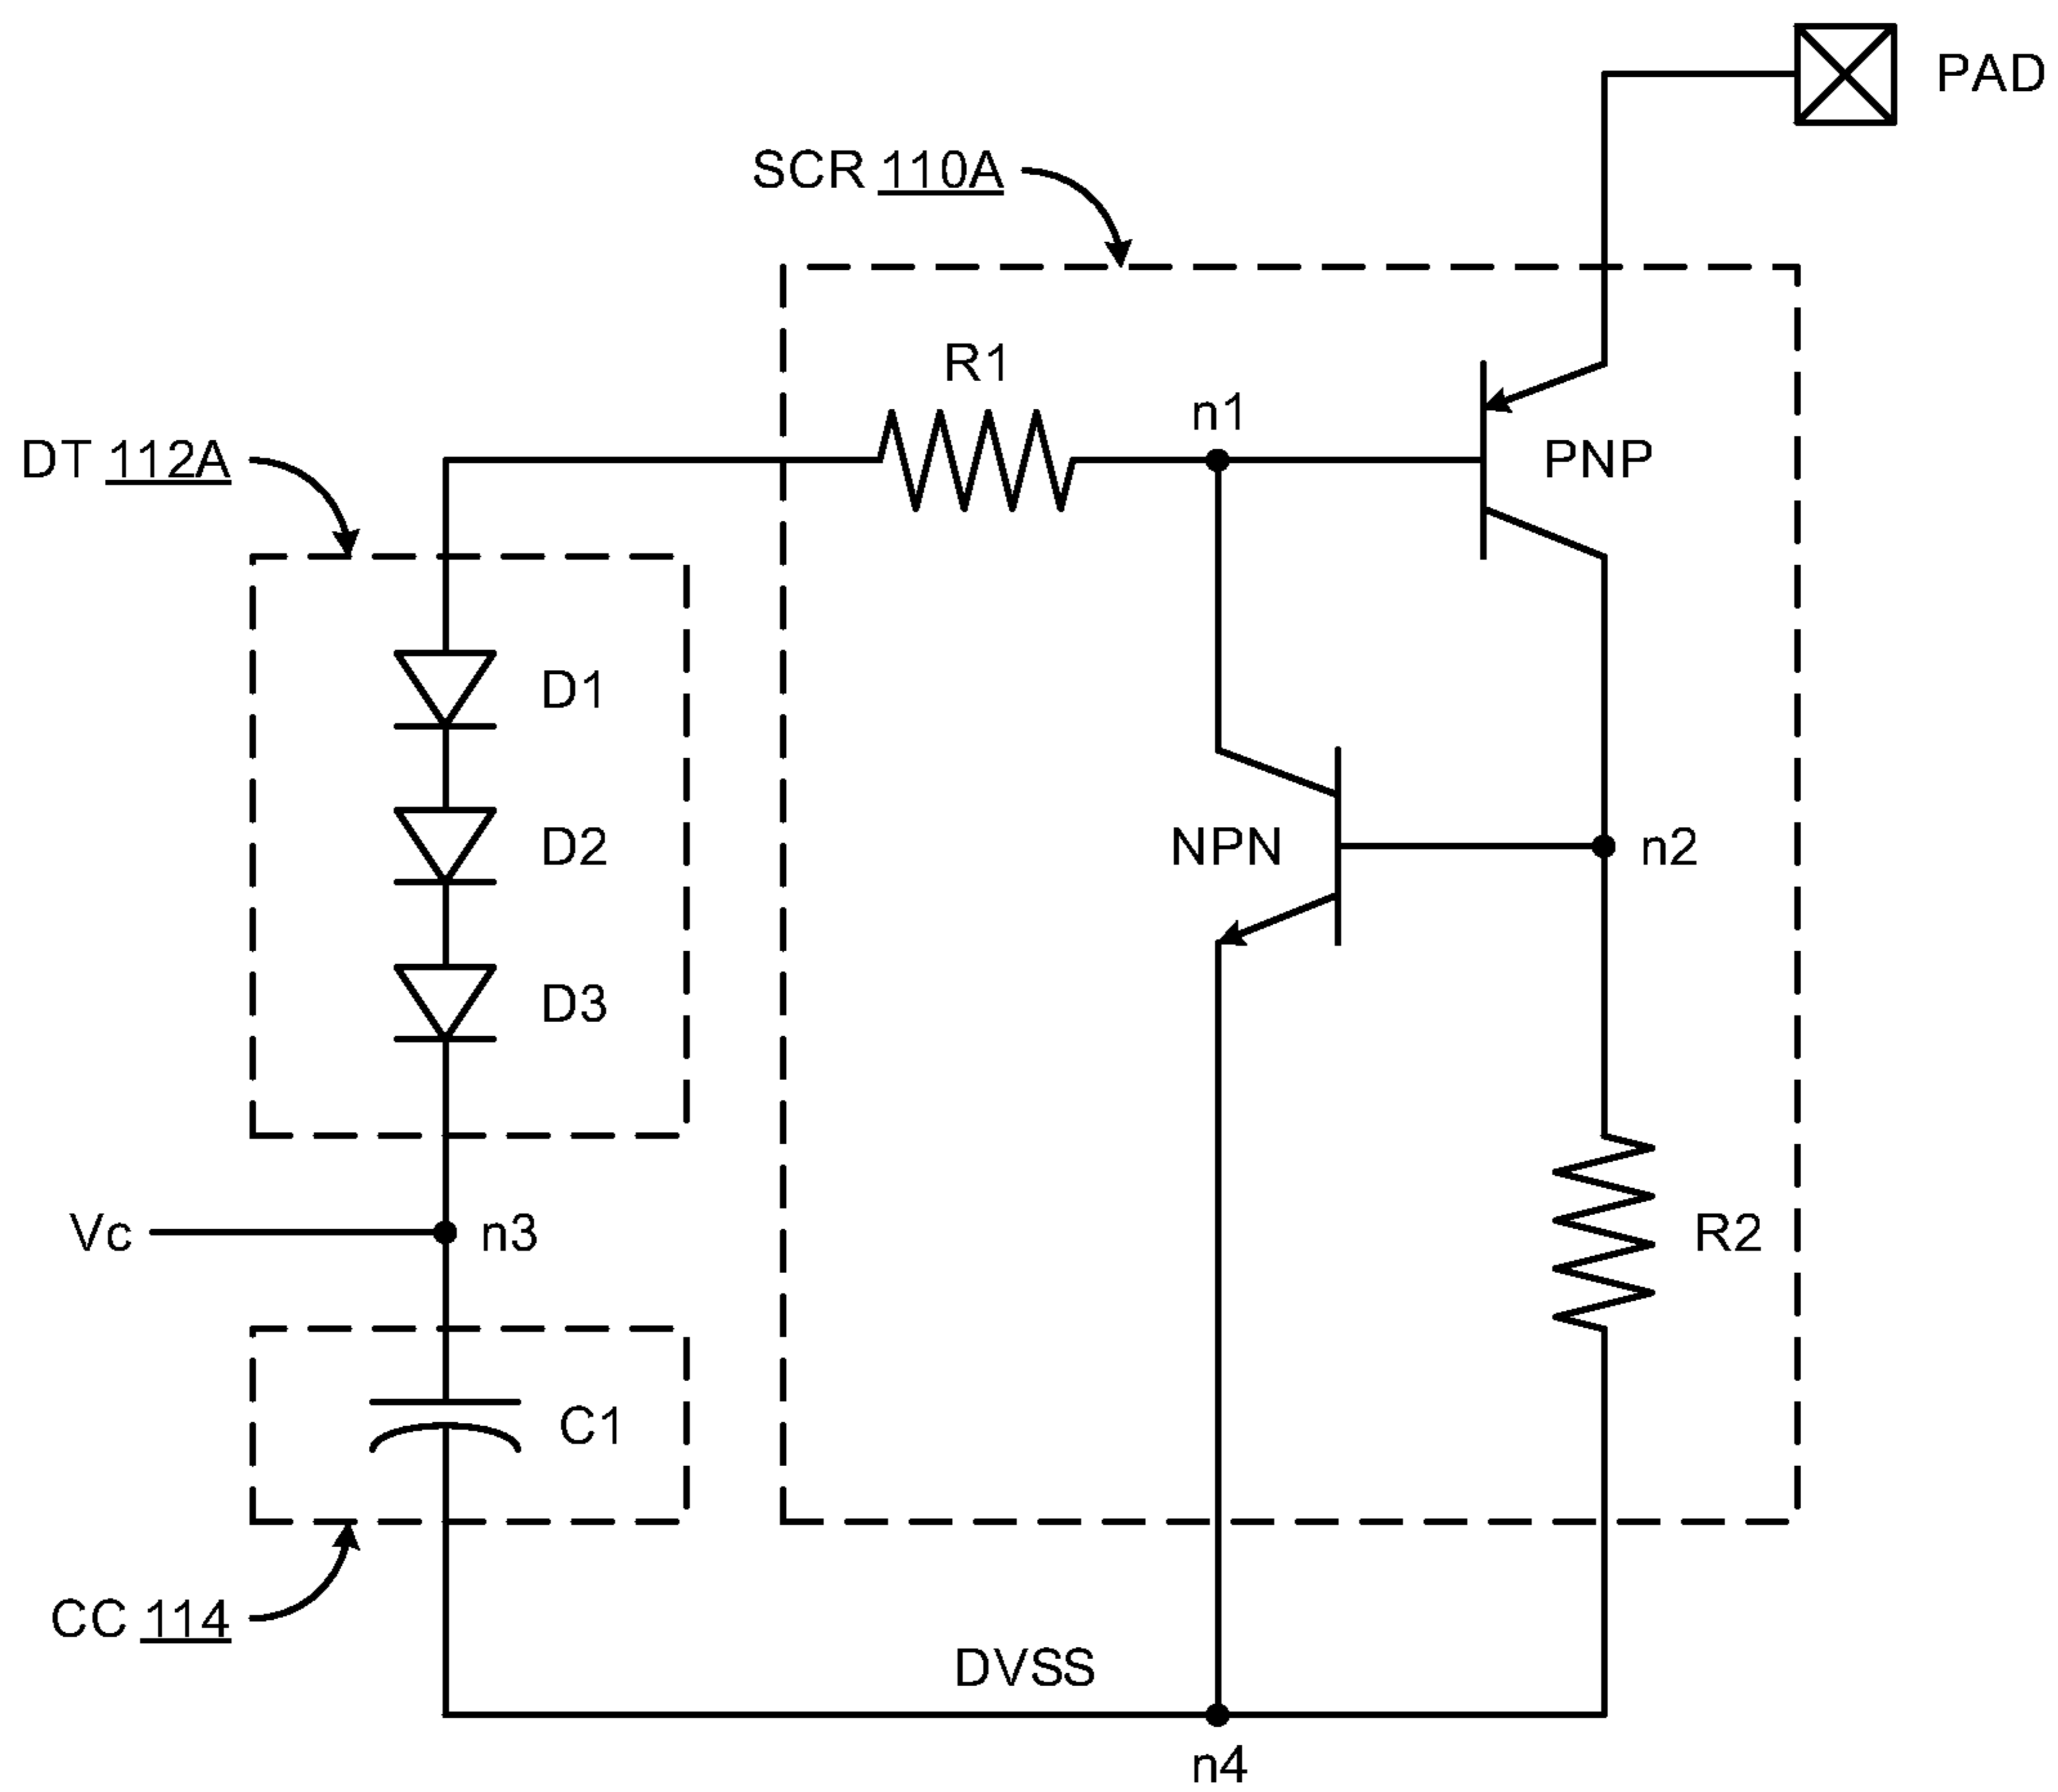 PAD
SCR 110A
R1
n1
DT 112A
PNP
D1
D2
NPN
n2
D3
Vc
n3
R2
C1
CC 114
DVSS
n4